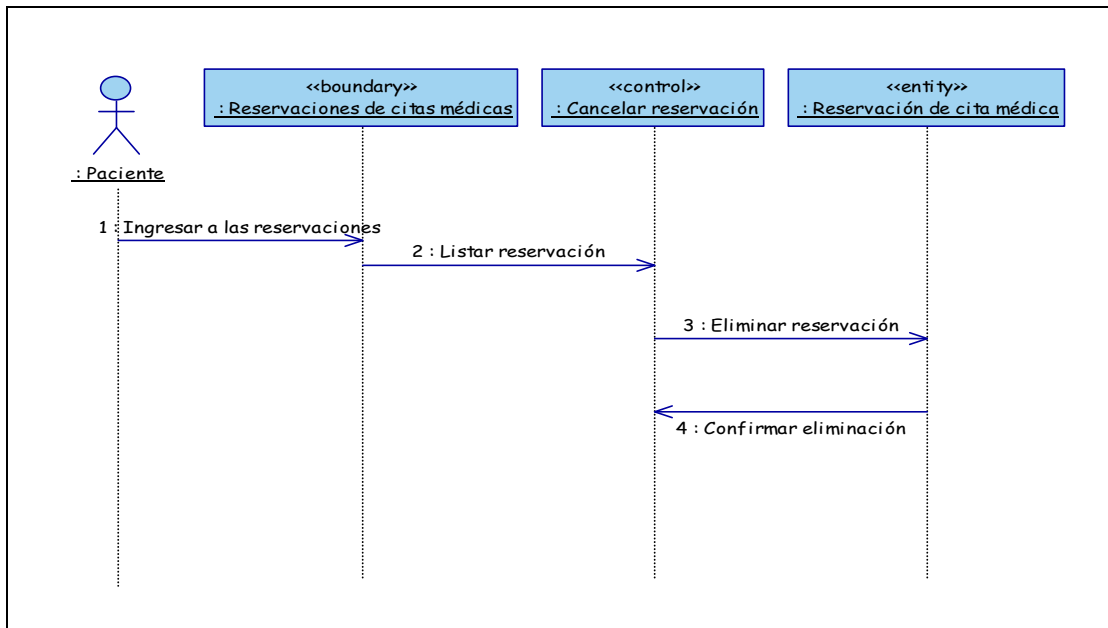 <<boundary>>
: Reservaciones de citas médicas
<<control>>
: Cancelar reservación
<<entity>>
: Reservación de cita médica
: Paciente
1 : Ingresar a las reservaciones
2 : Listar reservación
3 : Eliminar reservación
4 : Confirmar eliminación